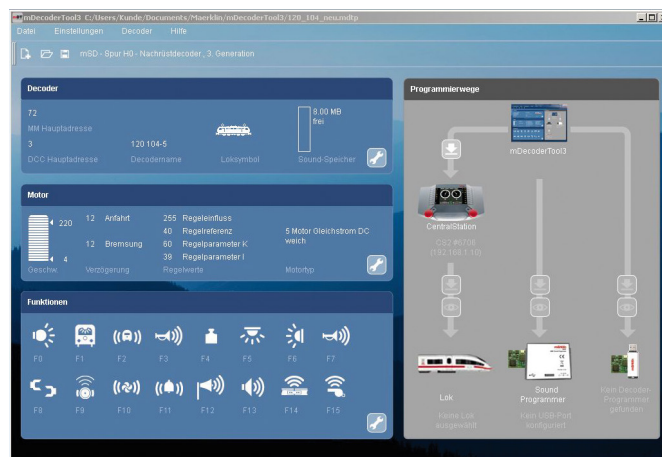 mDecoderTool3 C:/Users/Kunde/Documents/Maerklin/mDecoderTool3/120_104_neu.mdtp
Datei Einstellungen Decoder Hilfe
mSD - Spur H0 - Nachrüstdecoder , 3. Generation
Decoder
72
MM Hauptadresse
3
DCC Hauptadresse
120 104-5
Decodername
Loksymbol
8.00 MB
frei
Sound-Speicher
Motor
220
4
Geschw.
12 Anfahrt
12 Bremsung
Verzögerung
255 Regeleinfluss
40 Regelreferenz
60 Regelparameter K
39 Regelparameter I
Regelwerte
5 Motor Gleichstrom DC
weich
Motortyp
Funktionen
F0 F1 F2 F3 F4 F5 F6 F7
F8 F9 F10 F11 F12 F13 F14 F15
Programmierwege
mDecoderTool3
CentralStation
(192.168.1.10)
Lok
Keine Lok
ausgewählt
Sound
Programmer
Kein USB-Port
konfiguriert
Kein Decoder-
Programmer
gefunden